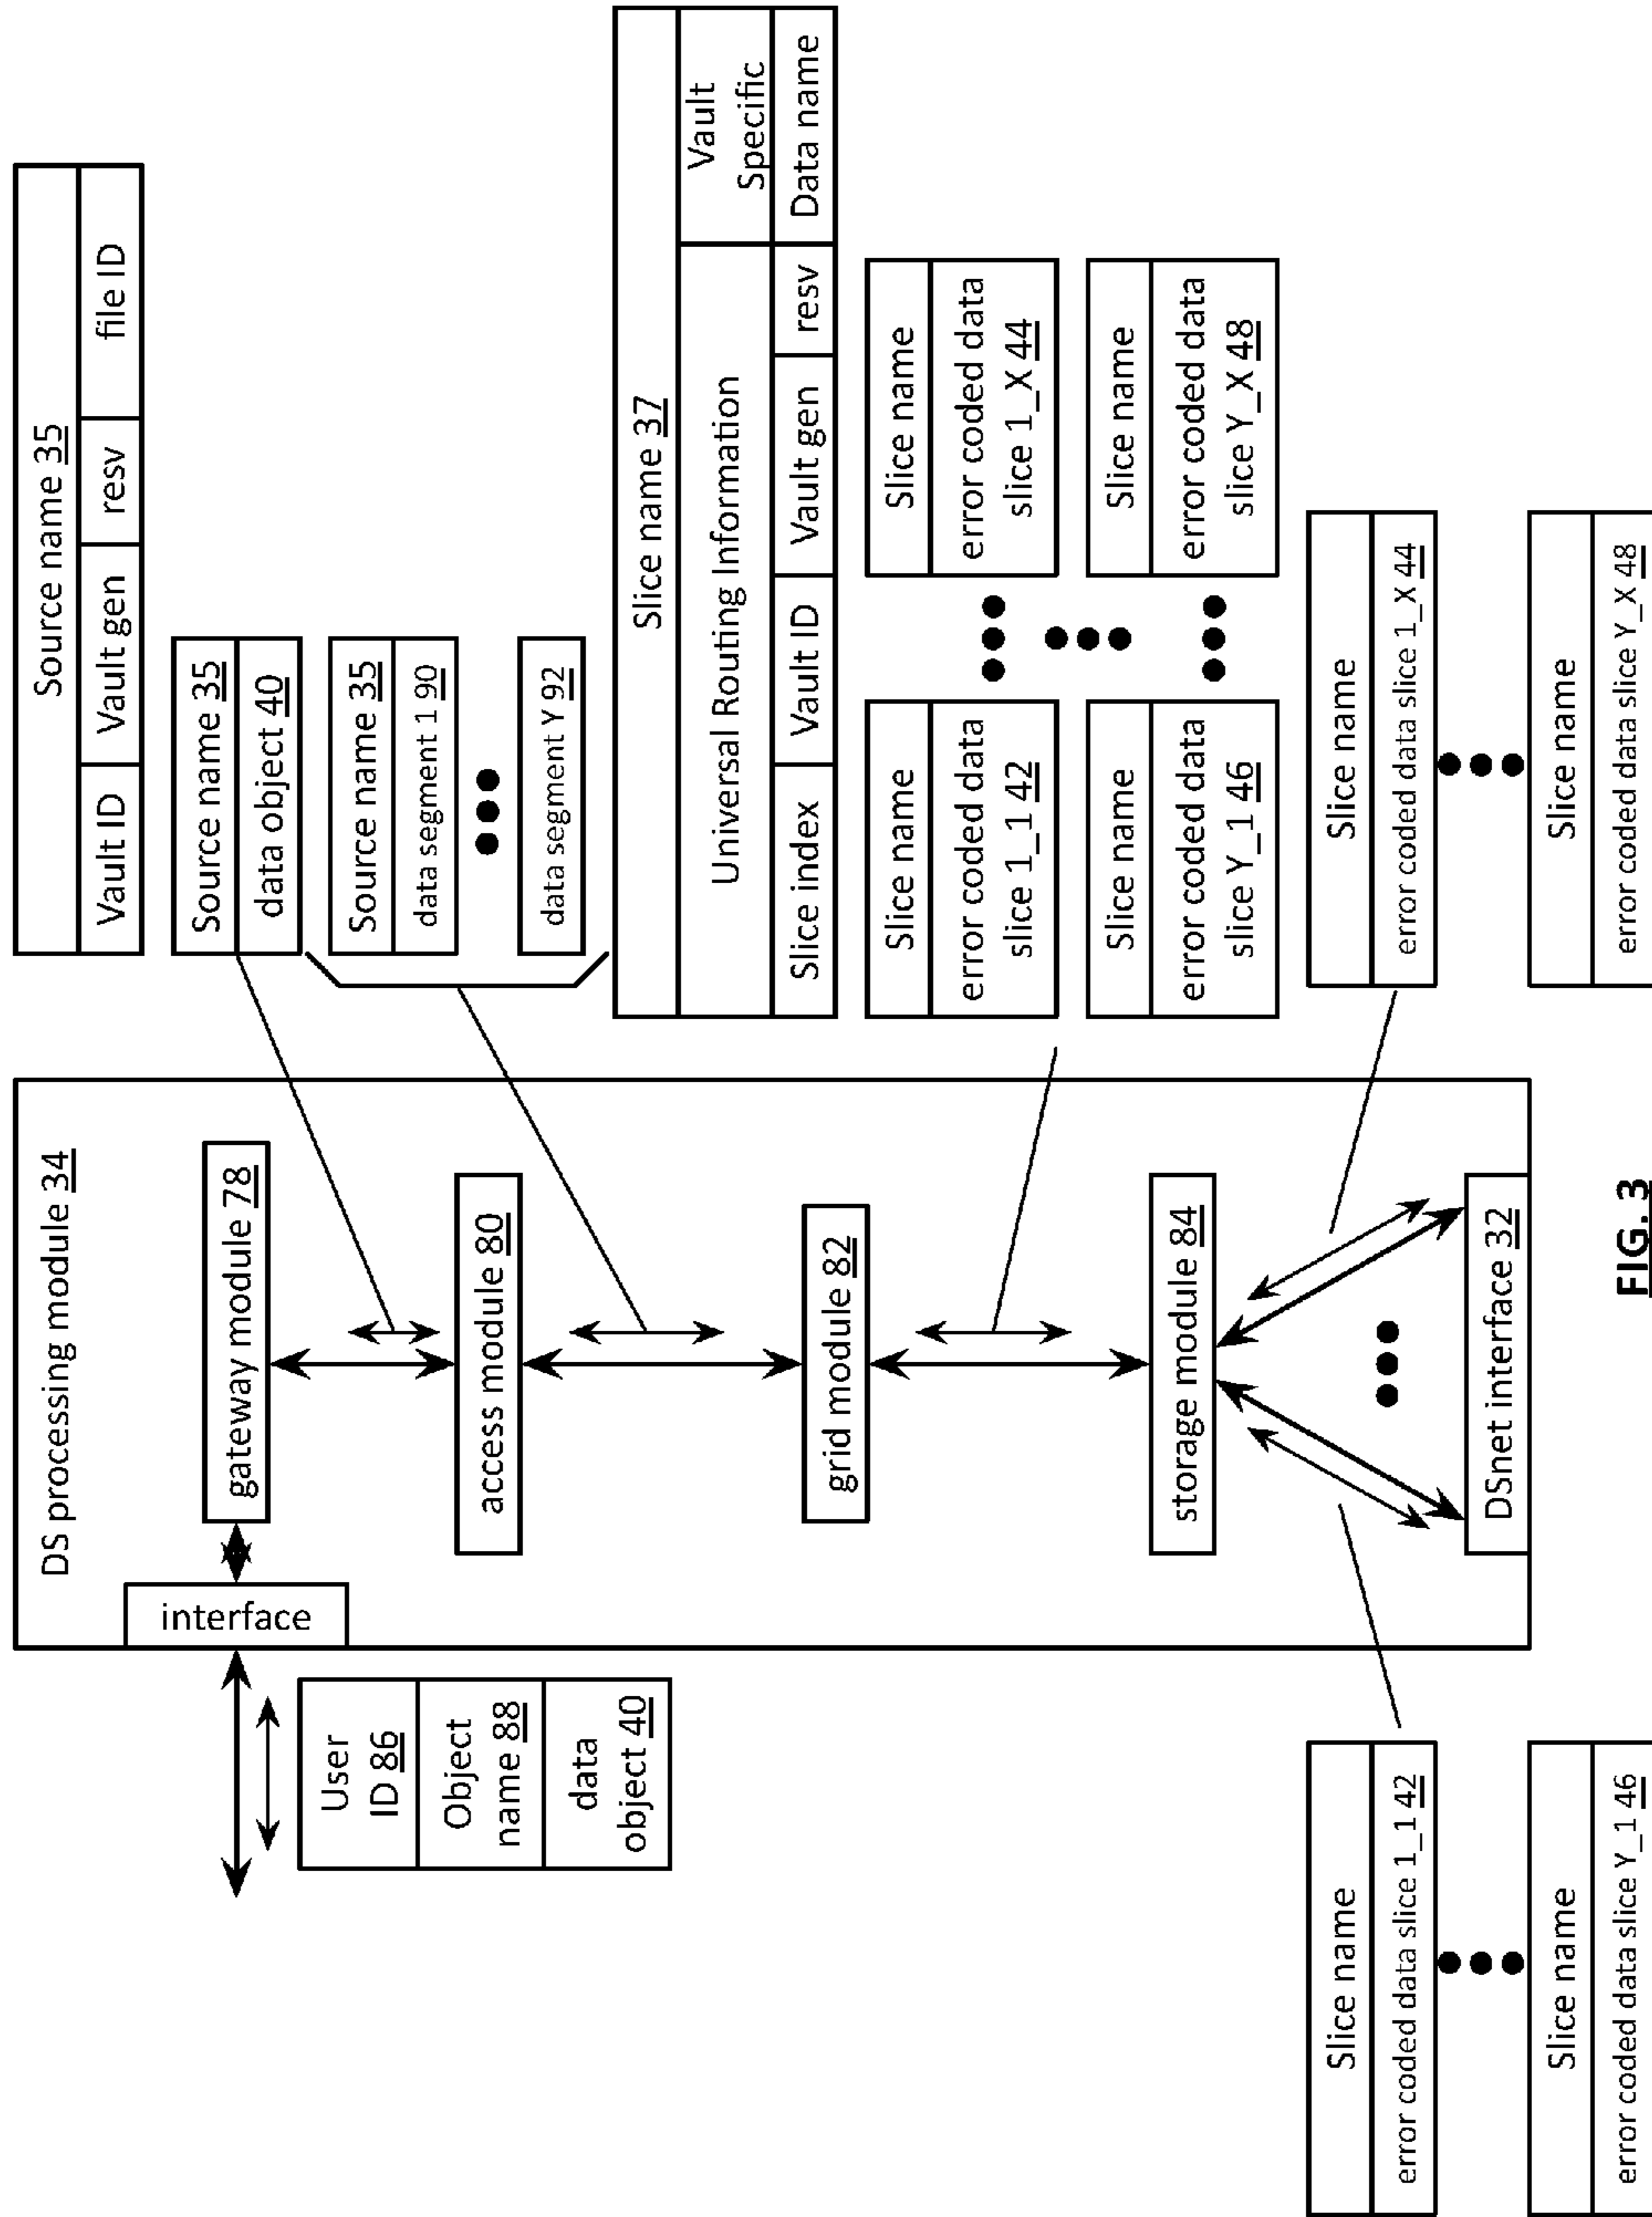 DS processing module 34
interface
gateway module 78
access module 80
grid module 82
storage module 84
DSnet interface 32
User
ID 86
Object
name 88
data
object 40
Source name 35
Vault ID
Vault gen
resv
file ID
Source name 35
data object 40
Source name 35
data segment 1 90
data segment Y 92
Slice name 37
Universal Routing Information
Vault
Specific
Slice index
Vault ID
Vault gen
resv
Data name
Slice name
error coded data
slice 1_1 42
Slice name
error coded data
slice 1_X 44
Slice name
error coded data
slice Y_1 46
Slice name
error coded data
slice Y_X 48
Slice name
error coded data slice 1_1 42
Slice name
error coded data slice Y_1 46
Slice name
error coded data slice 1_X 44
Slice name
error coded data slice Y_X 48
FIG. 3